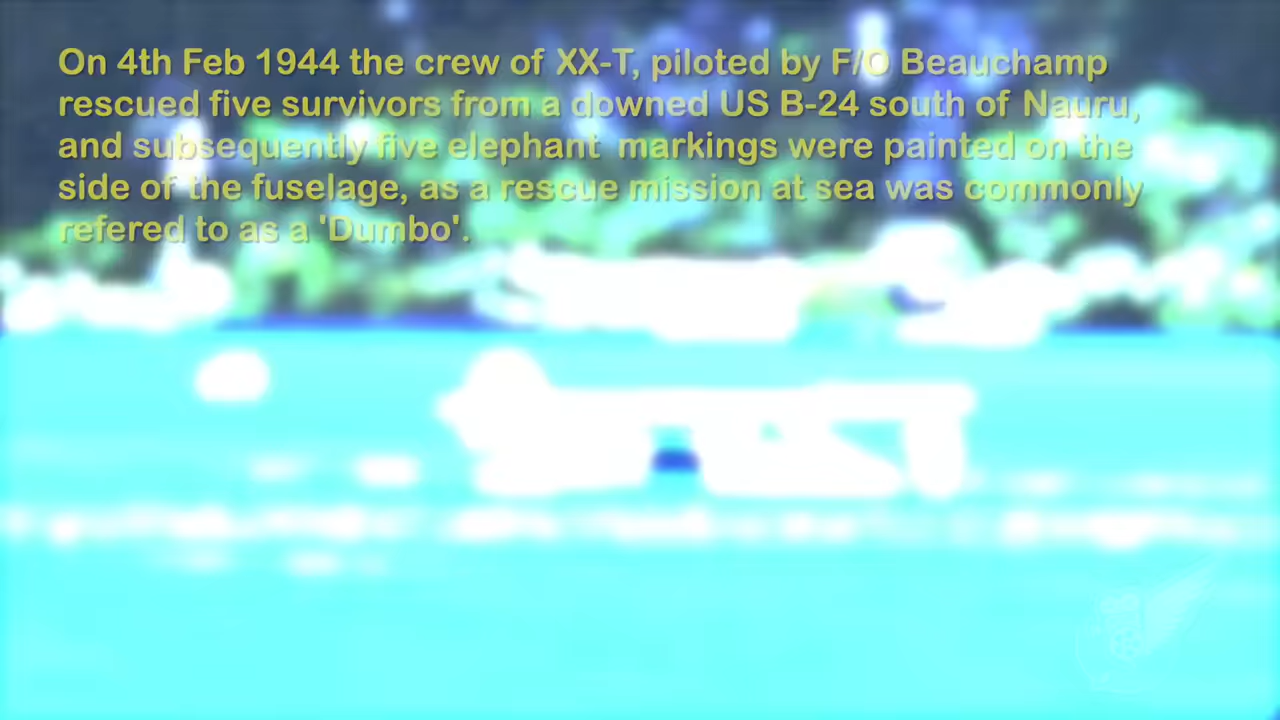 On 4th Feb 1944 the crew of XX-T, piloted by F/O Beauchamp
rescued five survivors from a downed US B-24 south of Nauru,
and subsequently five elephant markings were painted on the
side of the fuselage, as a rescue mission at sea was commonly
refered to as a 'Dumbo'.